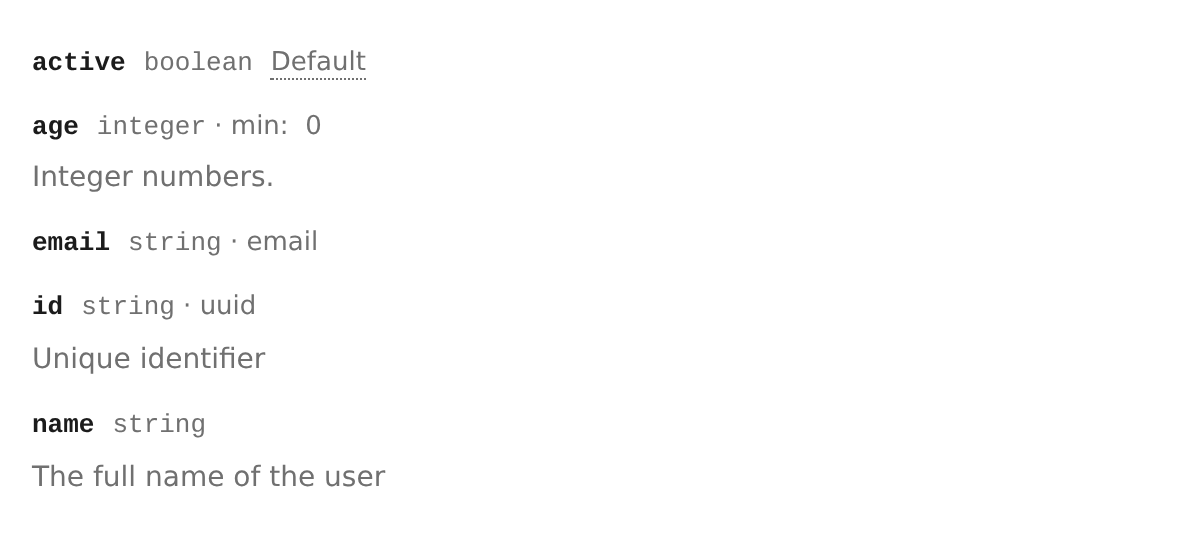 active boolean Default
age integer · min: 0
Integer numbers.
email string · email
id string · uuid
Unique identifier
name string
The full name of the user